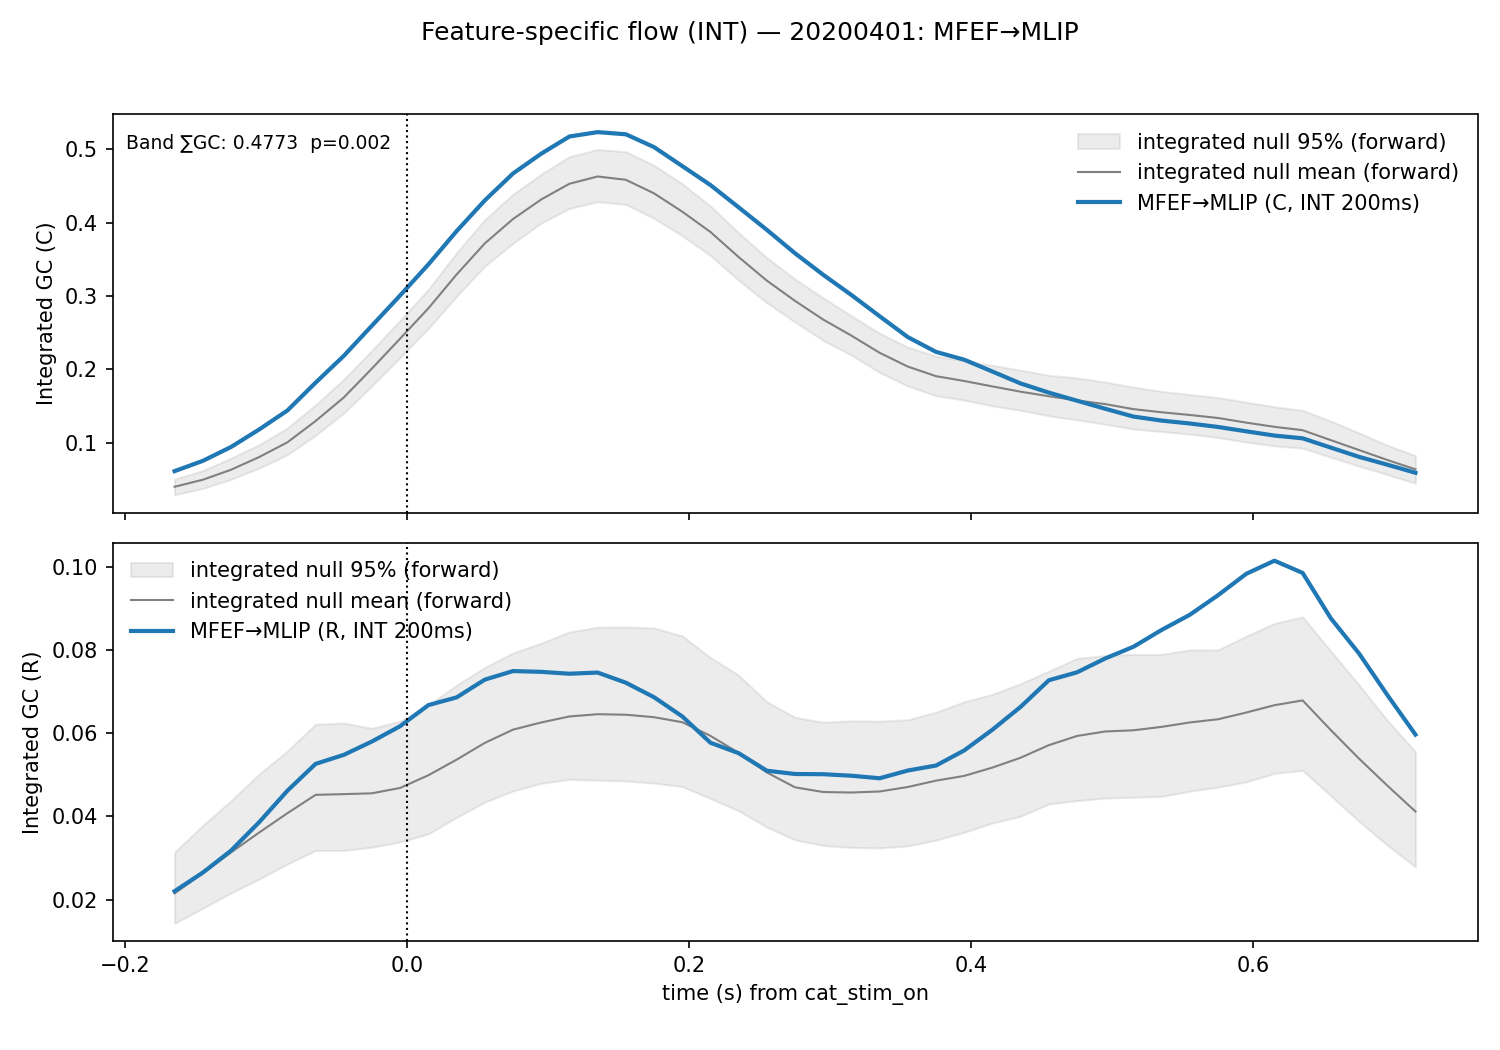 Feature-specific flow (INT) — 20200401: MFEF→MLIP
Band ∑GC: 0.4773  p=0.002
integrated null 95% (forward)
integrated null mean (forward)
MFEF→MLIP (C, INT 200ms)
Integrated GC (C)
0.5
0.4
0.3
0.2
0.1
integrated null 95% (forward)
integrated null mean (forward)
MFEF→MLIP (R, INT 200ms)
Integrated GC (R)
0.10
0.08
0.06
0.04
0.02
−0.2 0.0 0.2 0.4 0.6
time (s) from cat_stim_on